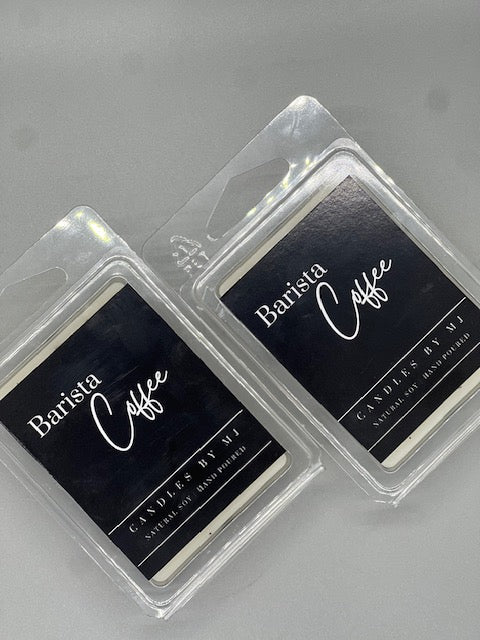 Barista
Coffee
CANDLES BY MJ
NATURAL SOY · HAND POURED
Barista
Coffee
CANDLES BY MJ
NATURAL SOY · HAND POURED